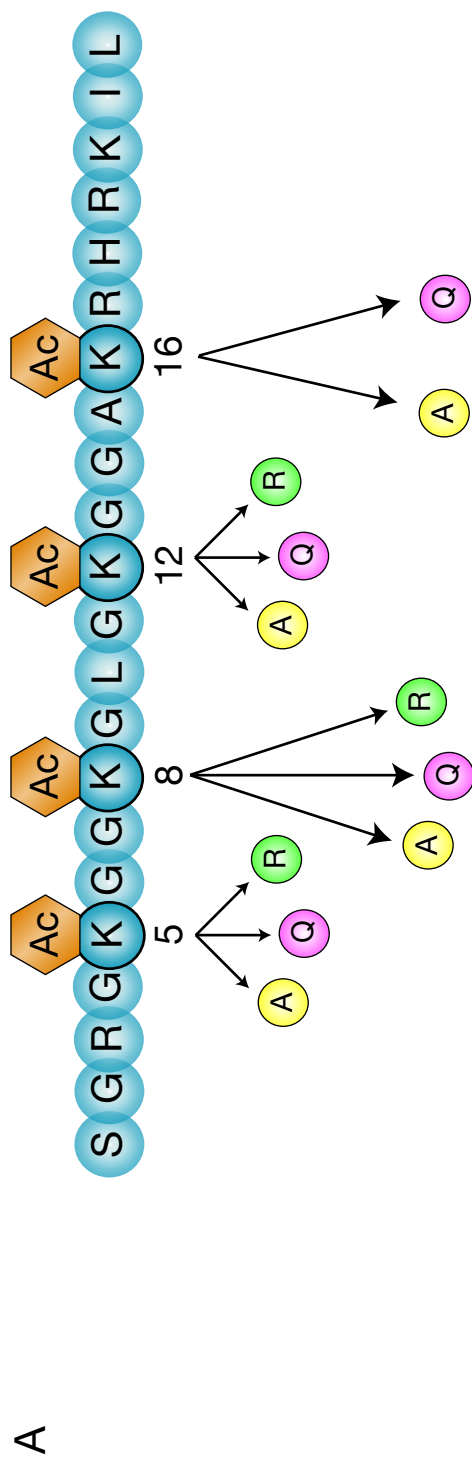 A
Ac Ac Ac Ac
S G R G K G G K G L G K G G A K R H R K I L
5 8 12 16
A Q R A Q R
A Q R A Q